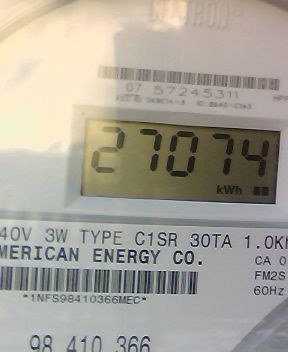 CENTRON®
07 57245311
27074
kWh
40V 3W TYPE C1SR 30TA 1.0K
MERICAN ENERGY CO. CA 0
FM2S
60Hz
*1NFS98410366MEC*
98 410 366